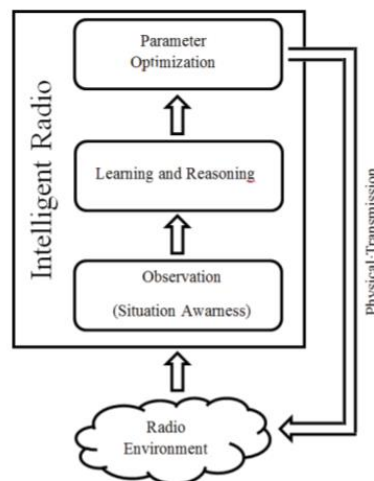 Parameter
Optimization
Intelligent Radio
Learning and Reasoning
Physical·Transmission
Observation
(Situation Awarness)
Radio
Environment